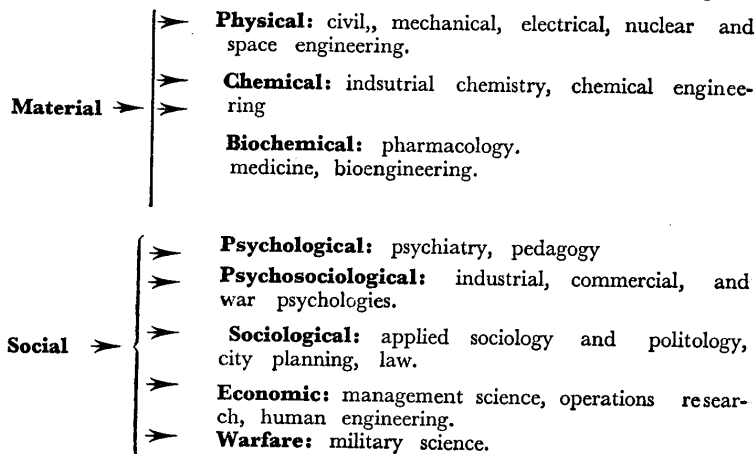 Physical: civil,, mechanical, electrical, nuclear and
space engineering.
Chemical: indsutrial chemistry, chemical enginee-
Material
ring
Biochemical: pharmacology.
medicine, bioengineering.
Psychological: psychiatry, pedagogy
Psychosociological: industrial, commercial, and
war psychologies.
Sociological: applied sociology and politology,
Social
city planning, law.
Economic: management science, operations resear-
ch, human engineering.
Warfare: military science.